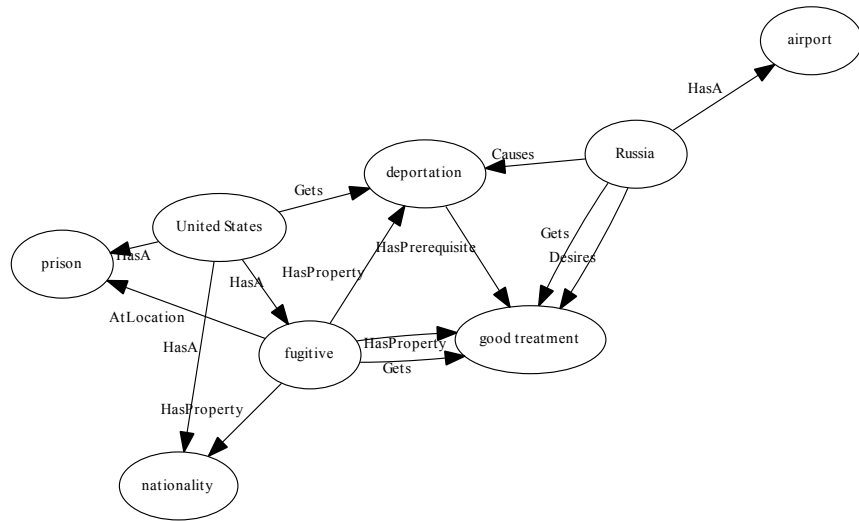 airport
HasA
Russia
Causes
deportation
Gets
United States
Gets
HasPrerequisite
Desires
prison
HasA
HasProperty
HasA
AtLocation
good treatment
HasProperty
fugitive
HasA
Gets
HasProperty
nationality